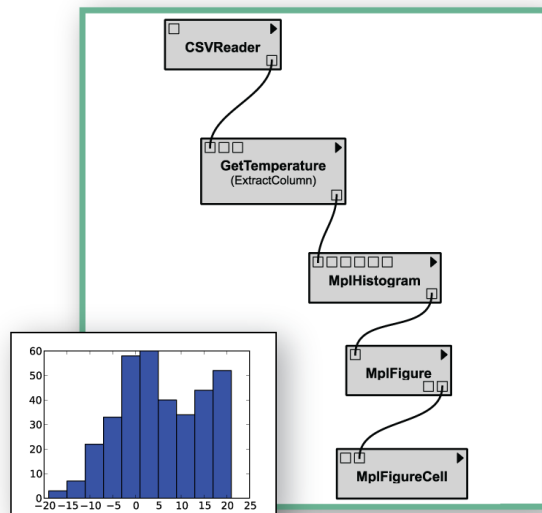 CSVReader
GetTemperature
(ExtractColumn)
MplHistogram
MplFigure
MplFigureCell
60
50
40
30
20
10
0
−20 −15 −10 −5 0 5 10 15 20 25